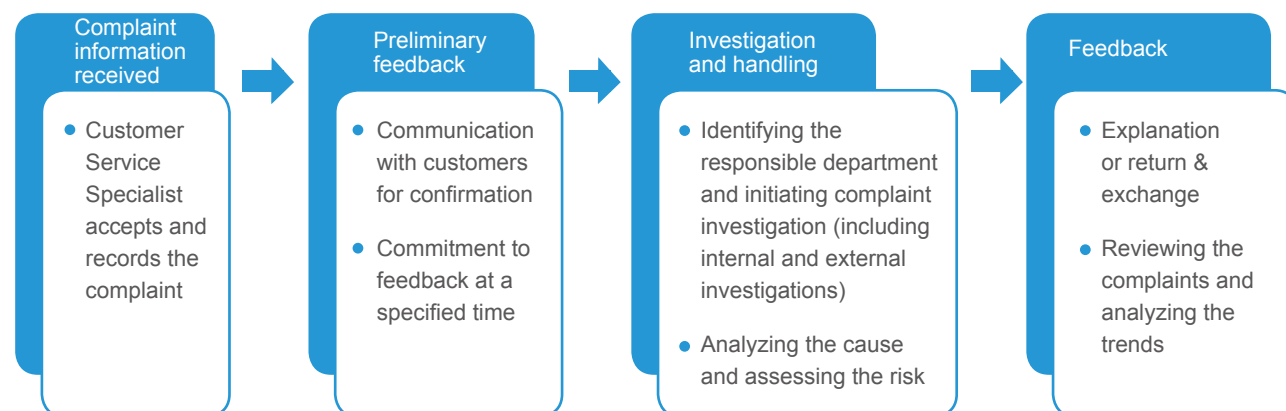 Complaint
information
received
Customer
Service
Specialist
accepts and
records the
complaint
Preliminary
feedback
Communication
with customers
for confirmation
Commitment to
feedback at a
specified time
Investigation
and handling
Identifying the
responsible department
and initiating complaint
investigation (including
internal and external
investigations)
Analyzing the cause
and assessing the risk
Feedback
Explanation
or return &
exchange
Reviewing the
complaints and
analyzing the
trends